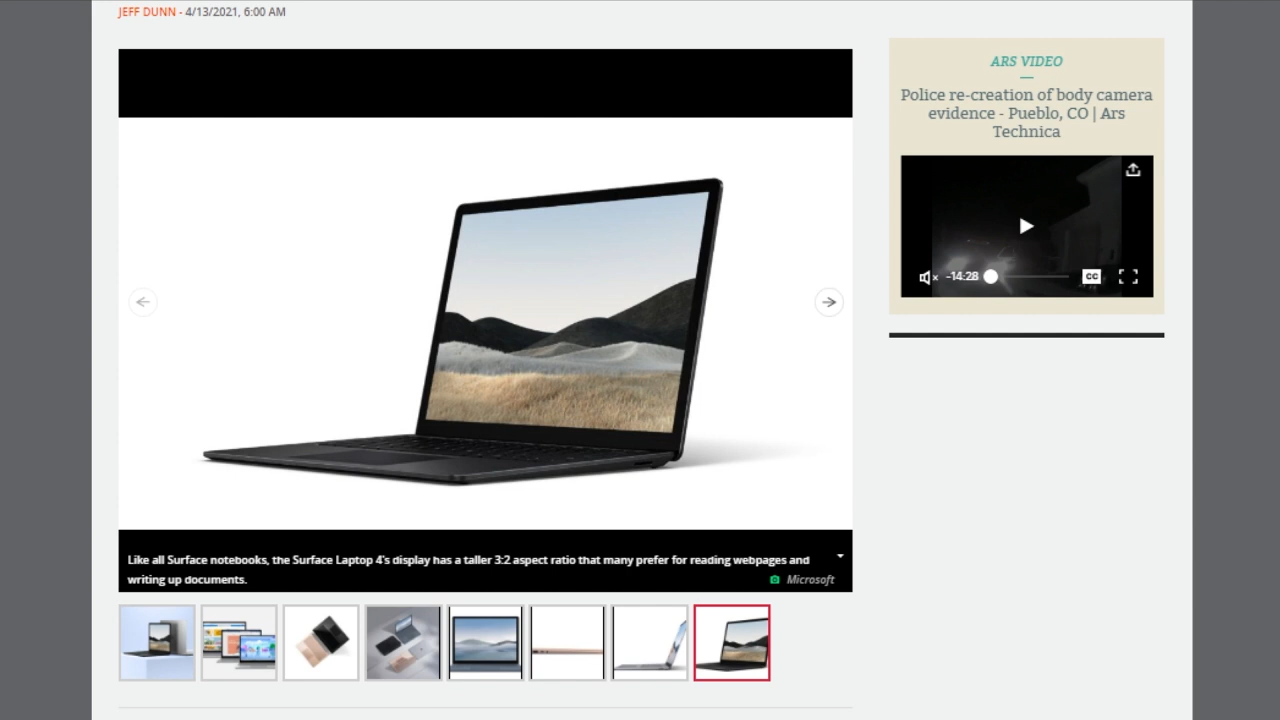 JEFF DUNN - 4/13/2021, 6:00 AM
ARS VIDEO
Police re-creation of body camera
evidence - Pueblo, CO | Ars
Technica
-14:28
CC
Like all Surface notebooks, the Surface Laptop 4's display has a taller 3:2 aspect ratio that many prefer for reading webpages and
writing up documents.
Microsoft